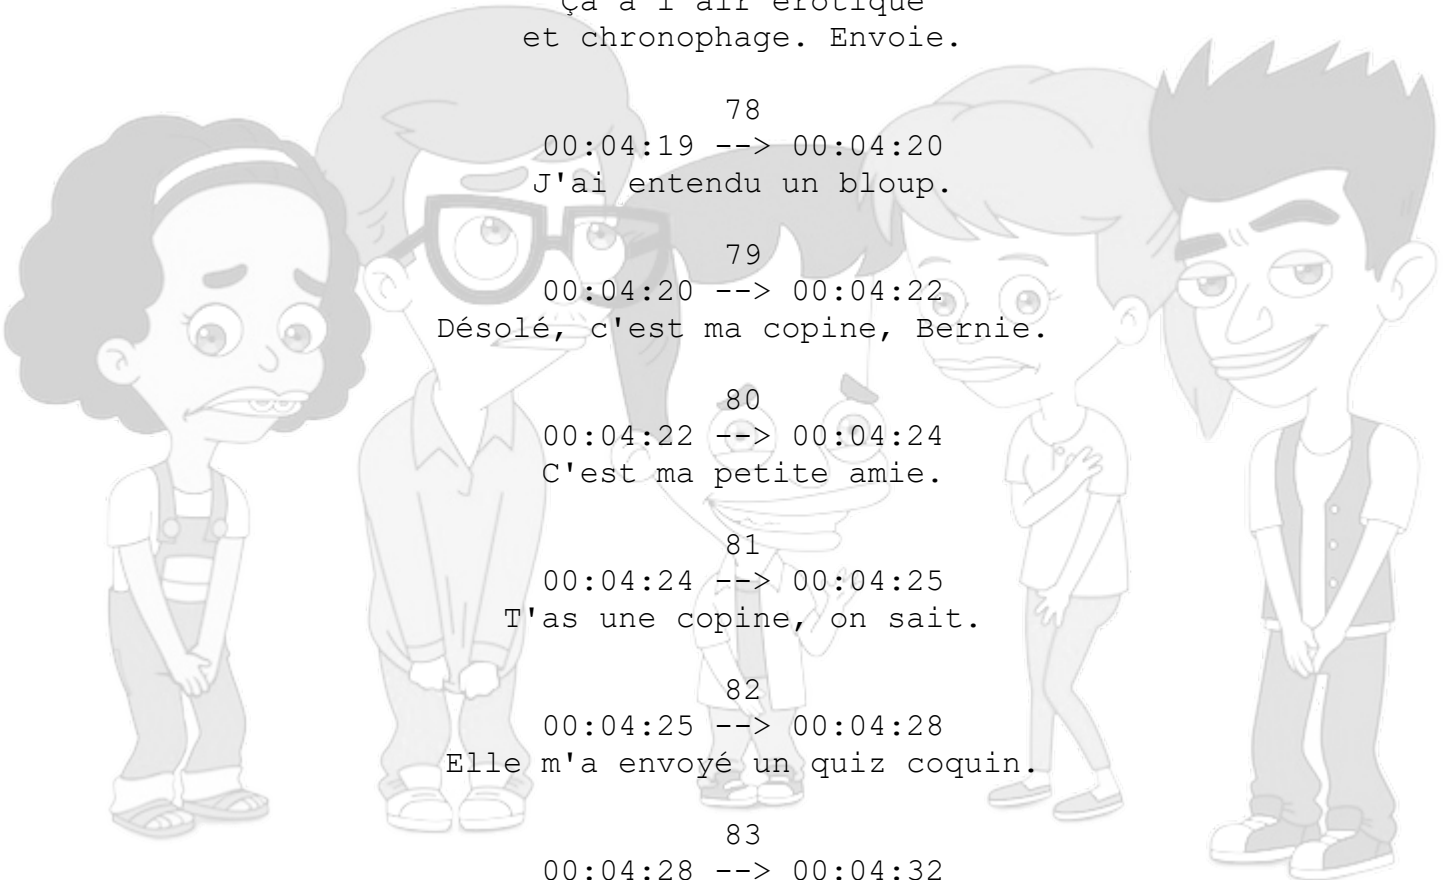 Ça a l'air érotique
et chronophage. Envoie.
78
00:04:19 --> 00:04:20
J'ai entendu un bloup.
79
00:04:20 --> 00:04:22
Désolé, c'est ma copine, Bernie.
80
00:04:22 --> 00:04:24
C'est ma petite amie.
81
00:04:24 --> 00:04:25
T'as une copine, on sait.
82
00:04:25 --> 00:04:28
Elle m'a envoyé un quiz coquin.
83
00:04:28 --> 00:04:32